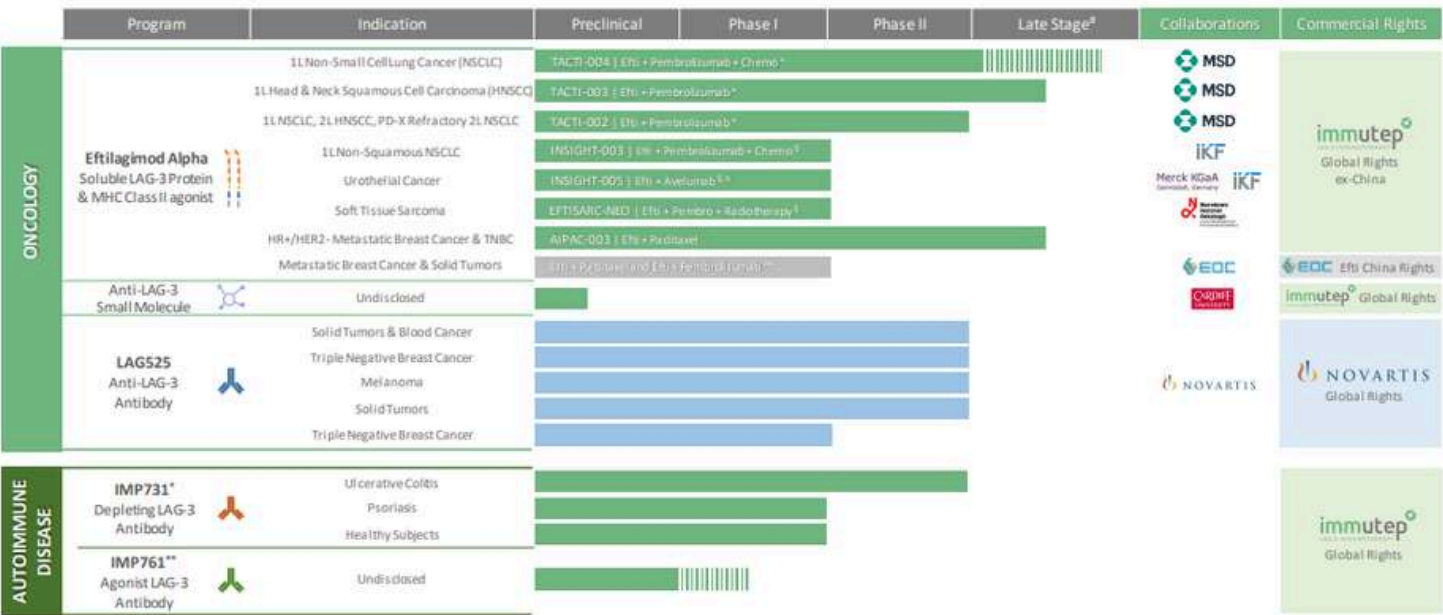 Program Indication Preclinical Phase I Phase II Late Stage# Collaborations Commercial Rights
ONCOLOGY
Eftilagimod Alpha
Soluble LAG-3 Protein
& MHC Class II agonist
1L Non-Small Cell Lung Cancer (NSCLC)
TACTI-004 | Efti + Pembrolizumab + Chemo
MSD
1L Head & Neck Squamous Cell Carcinoma (HNSCC)
TACTI-003 | Efti + Pembrolizumab
MSD
1L NSCLC, 2L HNSCC, PD-X Refractory 2L NSCLC
TACTI-002 | Efti + Pembrolizumab
MSD
1L Non-Squamous NSCLC
INSIGHT-003 | Efti + Pembrolizumab + Chemo
iKF
Urothelial Cancer
INSIGHT-005 | Efti + Avelumab
Merck KGaA
Darmstadt, Germany
iKF
Soft Tissue Sarcoma
EFTISARC-NEO | Efti + Pembro + Radiotherapy
HR+/HER2- Metastatic Breast Cancer & TNBC
AIPAC-003 | Efti + Paclitaxel
Metastatic Breast Cancer & Solid Tumors
Efti + Paclitaxel and Efti + Pembrolizumab
EOC
immutep
Global Rights
ex-China
EOC Efti China Rights
Anti-LAG-3
Small Molecule
Undisclosed
CARDIFF
UNIVERSITY
immutep Global Rights
LAG525
Anti-LAG-3
Antibody
Solid Tumors & Blood Cancer
Triple Negative Breast Cancer
Melanoma
Solid Tumors
Triple Negative Breast Cancer
NOVARTIS
NOVARTIS
Global Rights
AUTOIMMUNE
DISEASE
IMP731*
Depleting LAG-3
Antibody
Ulcerative Colitis
Psoriasis
Healthy Subjects
IMP761**
Agonist LAG-3
Antibody
Undisclosed
immutep
Global Rights